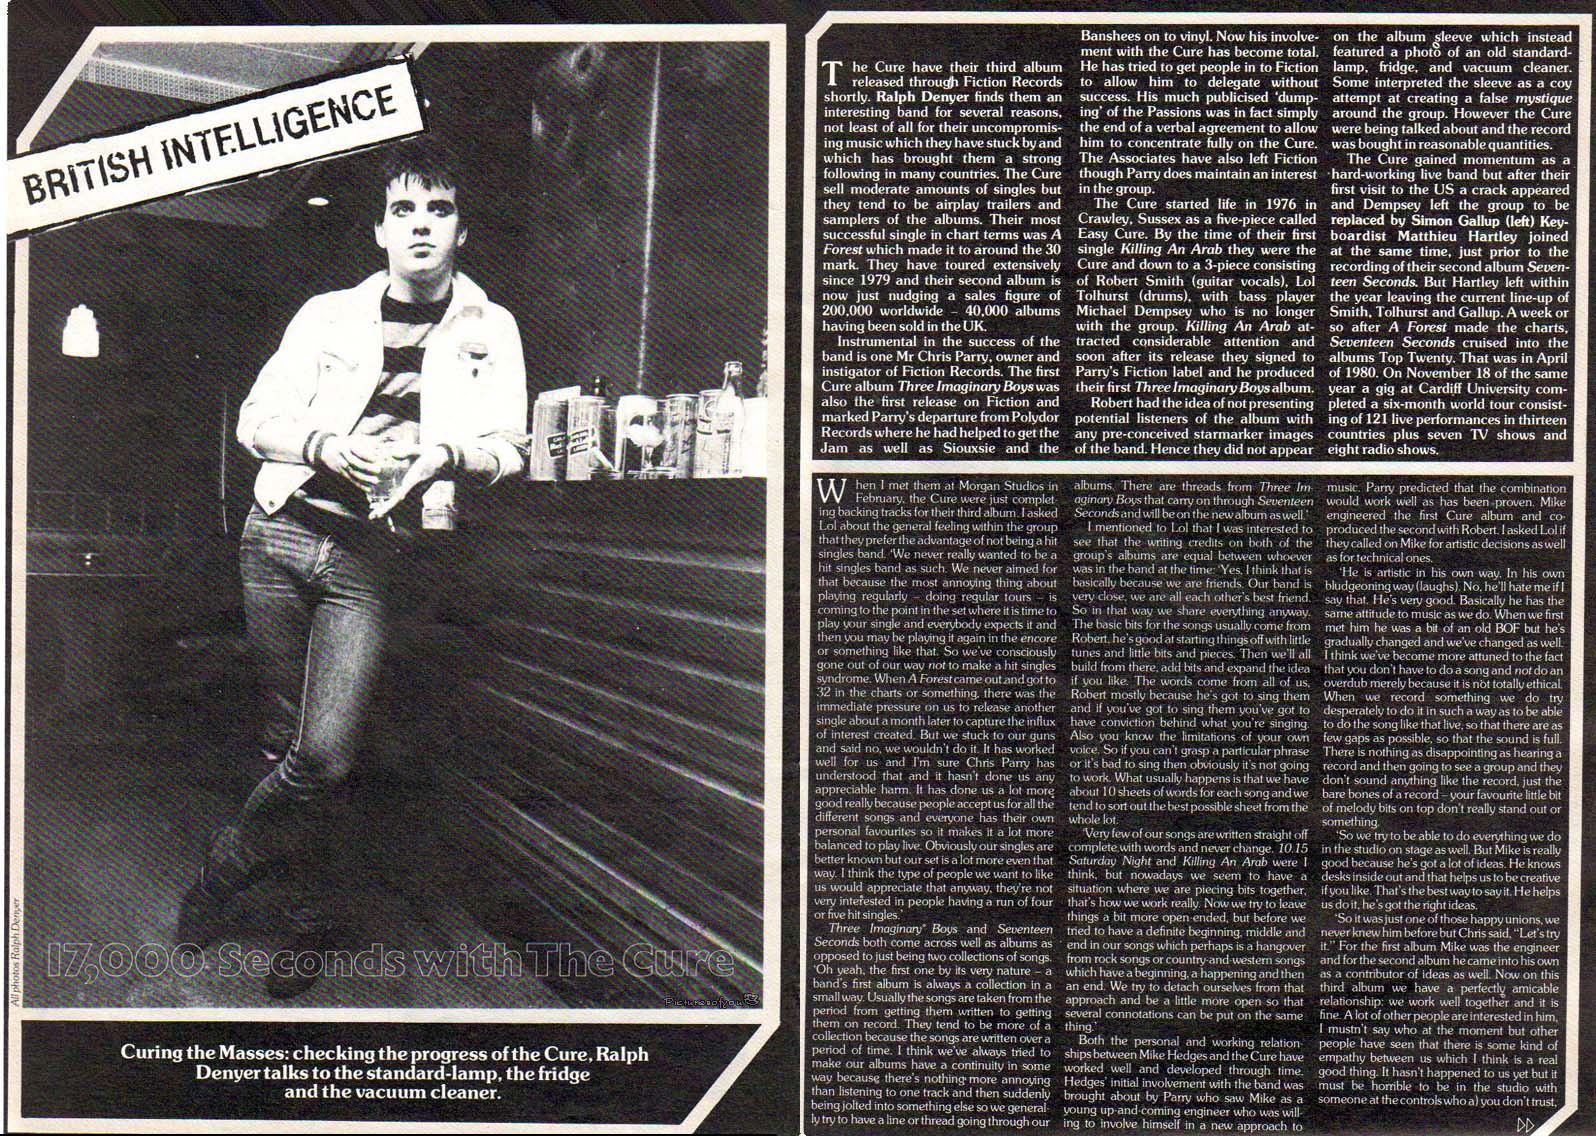 BRITISH INTELLIGENCE
All photos Ralph Denyer
17,000 Seconds with The Cure
Picturesofyou
Curing the Masses: checking the progress of the Cure, Ralph
Denyer talks to the standard-lamp, the fridge
and the vacuum cleaner.
The Cure have their third album
released through Fiction Records
shortly. Ralph Denyer finds them an
interesting band for several reasons,
not least of all for their uncompromis-
ing music which they have stuck by and
which has brought them a strong
following in many countries. The Cure
sell moderate amounts of singles but
they tend to be airplay trailers and
samplers of the albums. Their most
successful single in chart terms was A
Forest which made it to around the 30
mark. They have toured extensively
since 1979 and their second album is
now just nudging a sales figure of
200,000 worldwide – 40,000 albums
having been sold in the UK.
Instrumental in the success of the
band is one Mr Chris Parry, owner and
instigator of Fiction Records. The first
Cure album Three Imaginary Boys was
also the first release on Fiction and
marked Parry's departure from Polydor
Records where he had helped to get the
Jam as well as Siouxsie and the
Banshees on to vinyl. Now his involve-
ment with the Cure has become total.
He has tried to get people in to Fiction
to allow him to delegate without
success. His much publicised 'dump-
ing' of the Passions was in fact simply
the end of a verbal agreement to allow
him to concentrate fully on the Cure.
The Associates have also left Fiction
though Parry does maintain an interest
in the group.
The Cure started life in 1976 in
Crawley, Sussex as a five-piece called
Easy Cure. By the time of their first
single Killing An Arab they were the
Cure and down to a 3-piece consisting
of Robert Smith (guitar vocals), Lol
Tolhurst (drums), with bass player
Michael Dempsey who is no longer
with the group. Killing An Arab at-
tracted considerable attention and
soon after its release they signed to
Parry's Fiction label and he produced
their first Three Imaginary Boys album.
Robert had the idea of not presenting
potential listeners of the album with
any pre-conceived starmarker images
of the band. Hence they did not appear
on the album sleeve which instead
featured a photo of an old standard-
lamp, fridge, and vacuum cleaner.
Some interpreted the sleeve as a coy
attempt at creating a false mystique
around the group. However the Cure
were being talked about and the record
was bought in reasonable quantities.
The Cure gained momentum as a
hard-working live band but after their
first visit to the US a crack appeared
and Dempsey left the group to be
replaced by Simon Gallup (left) Key-
boardist Matthieu Hartley joined
at the same time, just prior to the
recording of their second album Seven-
teen Seconds. But Hartley left within
the year leaving the current line-up of
Smith, Tolhurst and Gallup. A week or
so after A Forest made the charts,
Seventeen Seconds cruised into the
albums Top Twenty. That was in April
of 1980. On November 18 of the same
year a gig at Cardiff University com-
pleted a six-month world tour consist-
ing of 121 live performances in thirteen
countries plus seven TV shows and
eight radio shows.
When I met them at Morgan Studios in
February, the Cure were just complet-
ing backing tracks for their third album. I asked
Lol about the general feeling within the group
that they prefer the advantage of not being a hit
singles band. 'We never really wanted to be a
hit singles band as such. We never aimed for
that because the most annoying thing about
playing regularly – doing regular tours – is
coming to the point in the set where it is time to
play your single and everybody expects it and
then you may be playing it again in the encore
or something like that. So we've consciously
gone out of our way not to make a hit singles
syndrome. When A Forest came out and got to
32 in the charts or something, there was the
immediate pressure on us to release another
single about a month later to capture the influx
of interest created. But we stuck to our guns
and said no, we wouldn't do it. It has worked
well for us and I'm sure Chris Parry has
understood that and it hasn't done us any
appreciable harm. It has done us a lot more
good really because people accept us for all the
different songs and everyone has their own
personal favourites so it makes it a lot more
balanced to play live. Obviously our singles are
better known but our set is a lot more even that
way. I think the type of people we want to like
us would appreciate that anyway, they're not
very interested in people having a run of four
or five hit singles.'
Three Imaginary Boys and Seventeen
Seconds both come across well as albums as
opposed to just being two collections of songs.
'Oh yeah, the first one by its very nature – a
band's first album is always a collection in a
small way. Usually the songs are taken from the
period from getting them written to getting
them on record. They tend to be more of a
collection because the songs are written over a
period of time. I think we've always tried to
make our albums have a continuity in some
way because there's nothing more annoying
than listening to one track and then suddenly
being jolted into something else so we general-
ly try to have a line or thread going through our
albums. There are threads from Three Im-
aginary Boys that carry on through Seventeen
Seconds and will be on the new album as well.'
I mentioned to Lol that I was interested to
see that the writing credits on both of the
group's albums are equal between whoever
was in the band at the time: 'Yes, I think that is
basically because we are friends. Our band is
very close, we are all each other's best friend.
So in that way we share everything anyway.
The basic bits for the songs usually come from
Robert, he's good at starting things off with little
tunes and little bits and pieces. Then we'll all
build from there, add bits and expand the idea
if you like. The words come from all of us,
Robert mostly because he's got to sing them
and if you've got to sing them you've got to
have conviction behind what you're singing.
Also you know the limitations of your own
voice. So if you can't grasp a particular phrase
or it's bad to sing then obviously it's not going
to work. What usually happens is that we have
about 10 sheets of words for each song and we
tend to sort out the best possible sheet from the
whole lot.
'Very few of our songs are written straight off
complete with words and never change. 10.15
Saturday Night and Killing An Arab were I
think, but nowadays we seem to have a
situation where we are piecing bits together,
that's how we work really. Now we try to leave
things a bit more open-ended, but before we
tried to have a definite beginning, middle and
end in our songs which perhaps is a hangover
from rock songs or country-and-western songs
which have a beginning, a happening and then
an end. We try to detach ourselves from that
approach and be a little more open so that
several connotations can be put on the same
thing.'
Both the personal and working relation-
ships between Mike Hedges and the Cure have
worked well and developed through time.
Hedges' initial involvement with the band was
brought about by Parry who saw Mike as a
young up-and-coming engineer who was will-
ing to involve himself in a new approach to
music. Parry predicted that the combination
would work well as has been proven. Mike
engineered the first Cure album and co-
produced the second with Robert. I asked Lol if
they called on Mike for artistic decisions as well
as for technical ones.
'He is artistic in his own way. In his own
bludgeoning way (laughs). No, he'll hate me if I
say that. He's very good. Basically he has the
same attitude to music as we do. When we first
met him he was a bit of an old BOF but he's
gradually changed and we've changed as well.
I think we've become more attuned to the fact
that you don't have to do a song and not do an
overdub merely because it is not totally ethical.
When we record something we do try
desperately to do it in such a way as to be able
to do the song like that live, so that there are as
few gaps as possible, so that the sound is full.
There is nothing as disappointing as hearing a
record and then going to see a group and they
don't sound anything like the record, just the
bare bones of a record – your favourite little bit
of melody bits on top don't really stand out or
something.
'So we try to be able to do everything we do
in the studio on stage as well. But Mike is really
good because he's got a lot of ideas. He knows
desks inside out and that helps us to be creative
if you like. That's the best way to say it. He helps
us do it, he's got the right ideas.
'So it was just one of those happy unions, we
never knew him before but Chris said, "Let's try
it." For the first album Mike was the engineer
and for the second album he came into his own
as a contributor of ideas as well. Now on this
third album we have a perfectly amicable
relationship: we work well together and it is
fine. A lot of other people are interested in him,
I mustn't say who at the moment but other
people have seen that there is some kind of
empathy between us which I think is a real
good thing. It hasn't happened to us yet but it
must be horrible to be in the studio with
someone at the controls who a) you don't trust,